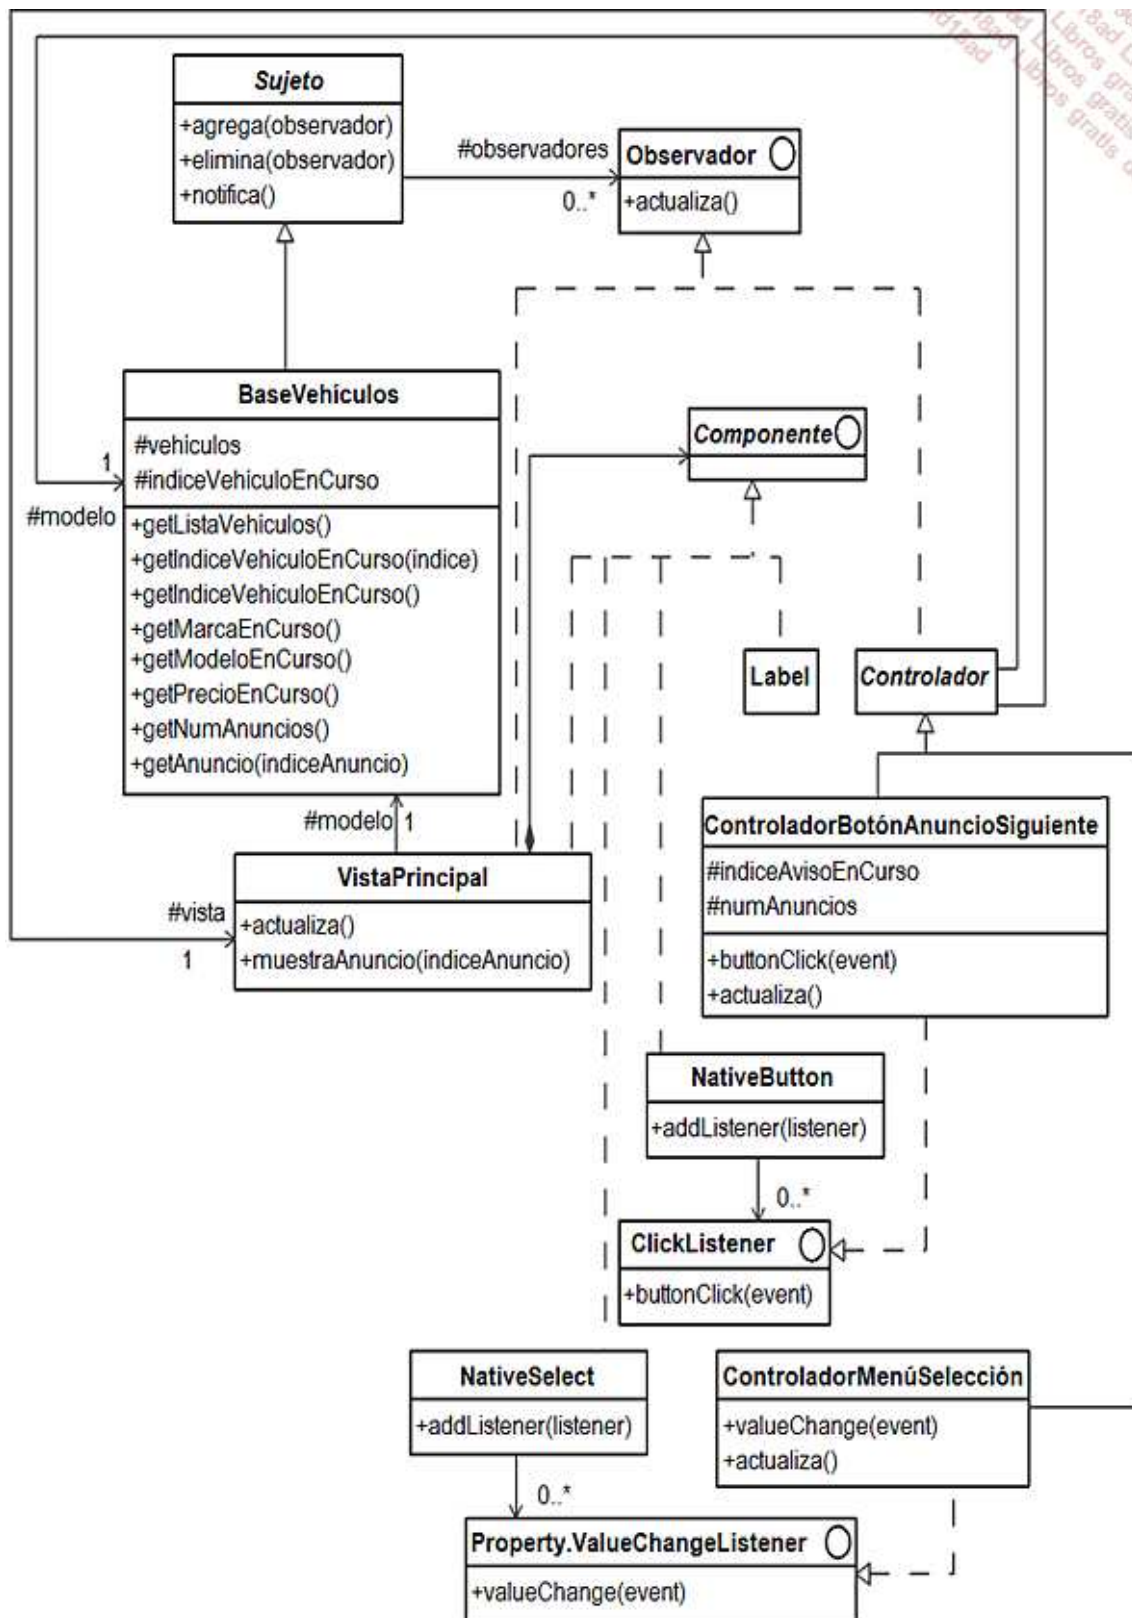 Sujeto
+agrega(observador)
+elimina(observador)
+notifica()
#observadores
0..*
Observador
+actualiza()
BaseVehículos
#vehiculos
#indiceVehiculoEnCurso
+getListaVehiculos()
+getIndiceVehiculoEnCurso(indice)
+getIndiceVehiculoEnCurso()
+getMarcaEnCurso()
+getModeloEnCurso()
+getPrecioEnCurso()
+getNumAnuncios()
+getAnuncio(indiceAnuncio)
1
#modelo
Componente
Label
Controlador
#modelo 1
VistaPrincipal
+actualiza()
+muestraAnuncio(indiceAnuncio)
#vista
1
ControladorBotónAnuncioSiguiente
#indiceAvisoEnCurso
#numAnuncios
+buttonClick(event)
+actualiza()
NativeButton
+addListener(listener)
0..*
ClickListener
+buttonClick(event)
NativeSelect
+addListener(listener)
0..*
ControladorMenúSelección
+valueChange(event)
+actualiza()
Property.ValueChangeListener
+valueChange(event)